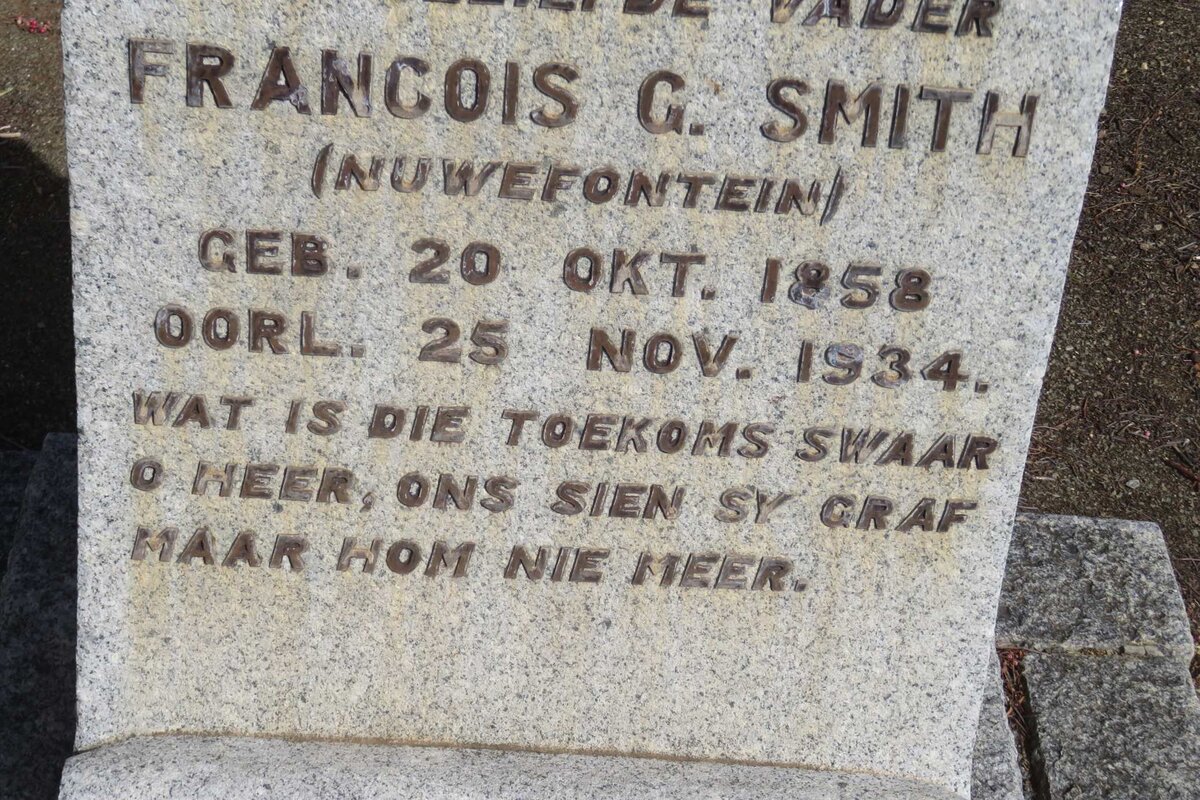 VADER
FRANCOIS G. SMITH
(NUWEFONTEIN)
GEB. 20 OKT. 1858
OORL. 25 NOV. 1934.
WAT IS DIE TOEKOMS SWAAR
O HEER, ONS SIEN SY GRAF
MAAR HOM NIE MEER.